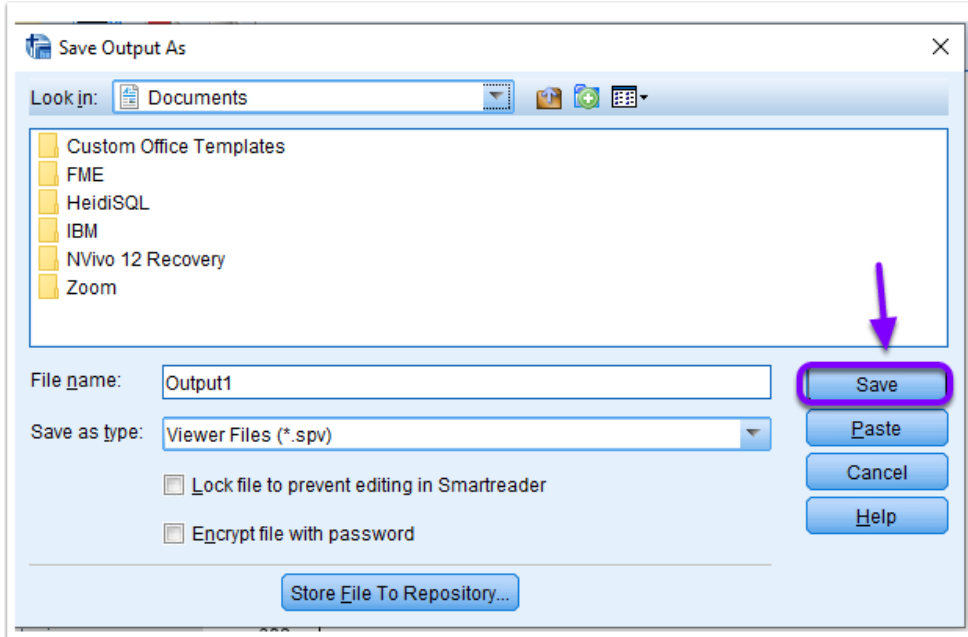 Save Output As
Look in: Documents
Custom Office Templates
FME
HeidiSQL
IBM
NVivo 12 Recovery
Zoom
File name: Output1
Save
Save as type: Viewer Files (*.spv)
Paste
Lock file to prevent editing in Smartreader
Cancel
Encrypt file with password
Help
Store File To Repository...